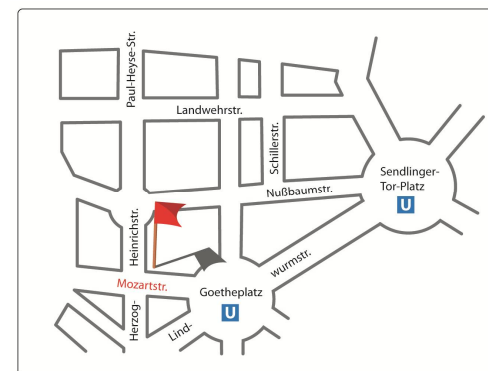 Paul-Heyse-Str.
Landwehrstr.
Schillerstr.
Sendlinger-
Tor-Platz
U
Nußbaumstr.
Heinrichstr.
Herzog-
Mozartstr.
wurmstr.
Lind-
Goetheplatz
U